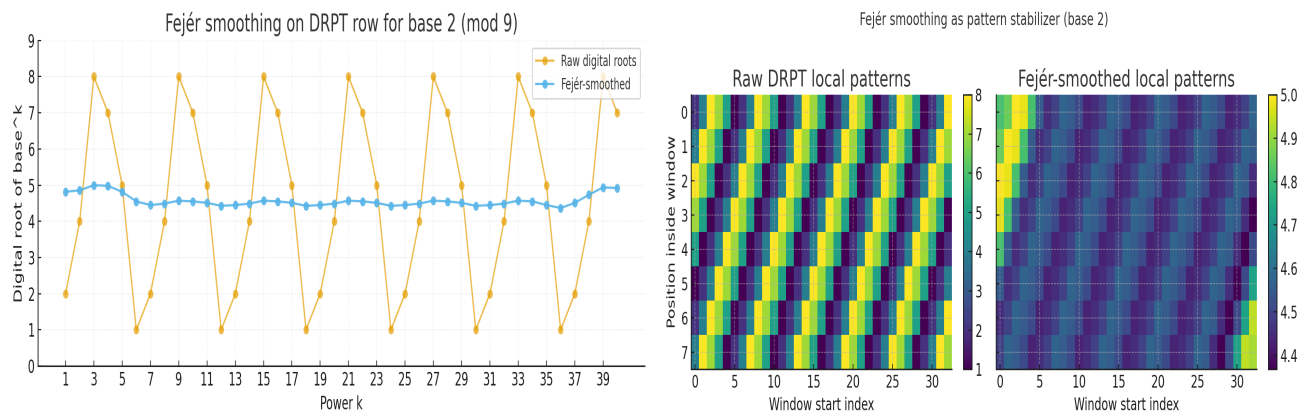 Fejér smoothing on DRPT row for base 2 (mod 9)
Raw digital roots
Fejér-smoothed
Digital root of base^k
9
8
7
6
5
4
3
2
1
0
1 3 5 7 9 11 13 15 17 19 21 23 25 27 29 31 33 35 37 39
Power k
Fejér smoothing as pattern stabilizer (base 2)
Raw DRPT local patterns
Position inside window
0
1
2
3
4
5
6
7
0 5 10 15 20 25 30
Window start index
8
7
6
5
4
3
2
1
Fejér-smoothed local patterns
0 5 10 15 20 25 30
Window start index
5.0
4.9
4.8
4.7
4.6
4.5
4.4